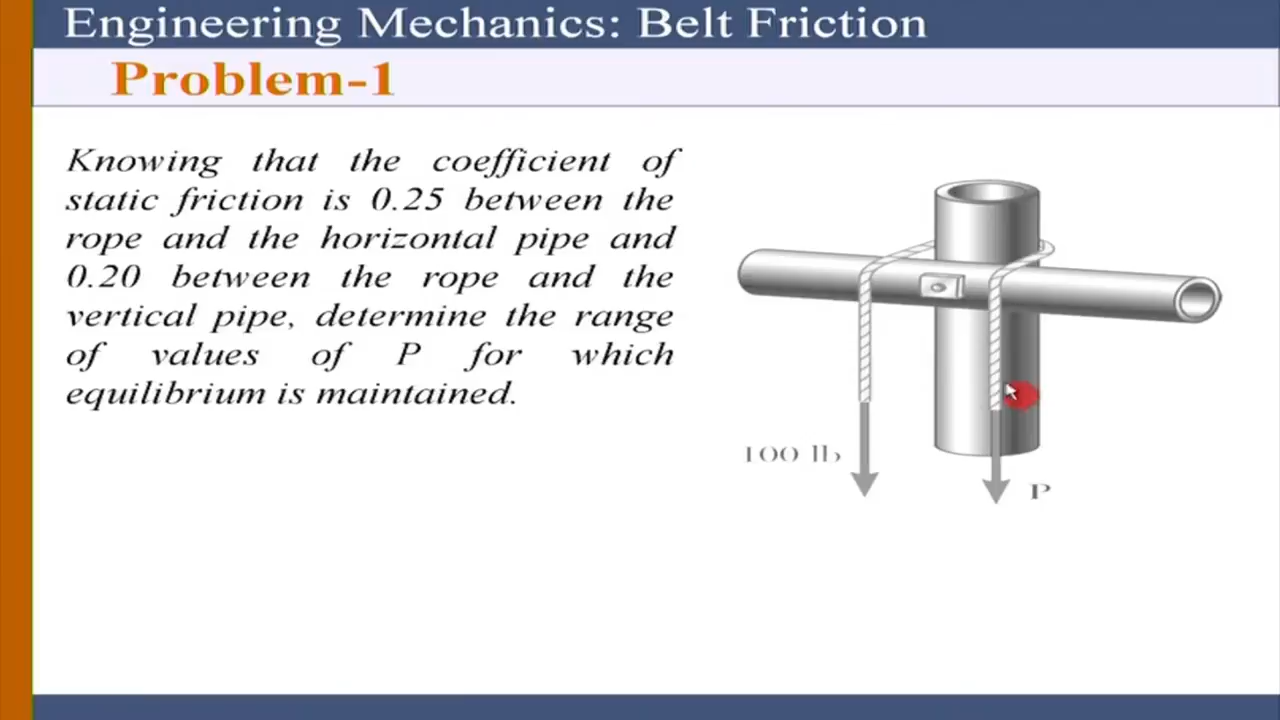 Engineering Mechanics: Belt Friction
Problem-1
Knowing that the coefficient of
static friction is 0.25 between the
rope and the horizontal pipe and
0.20 between the rope and the
vertical pipe, determine the range
of values of P for which
equilibrium is maintained.
100 lb
P